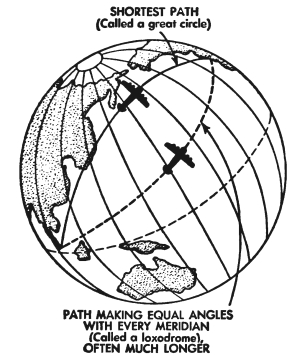 SHORTEST PATH
(Called a great circle)
PATH MAKING EQUAL ANGLES
WITH EVERY MERIDIAN
(Called a loxodrome),
OFTEN MUCH LONGER